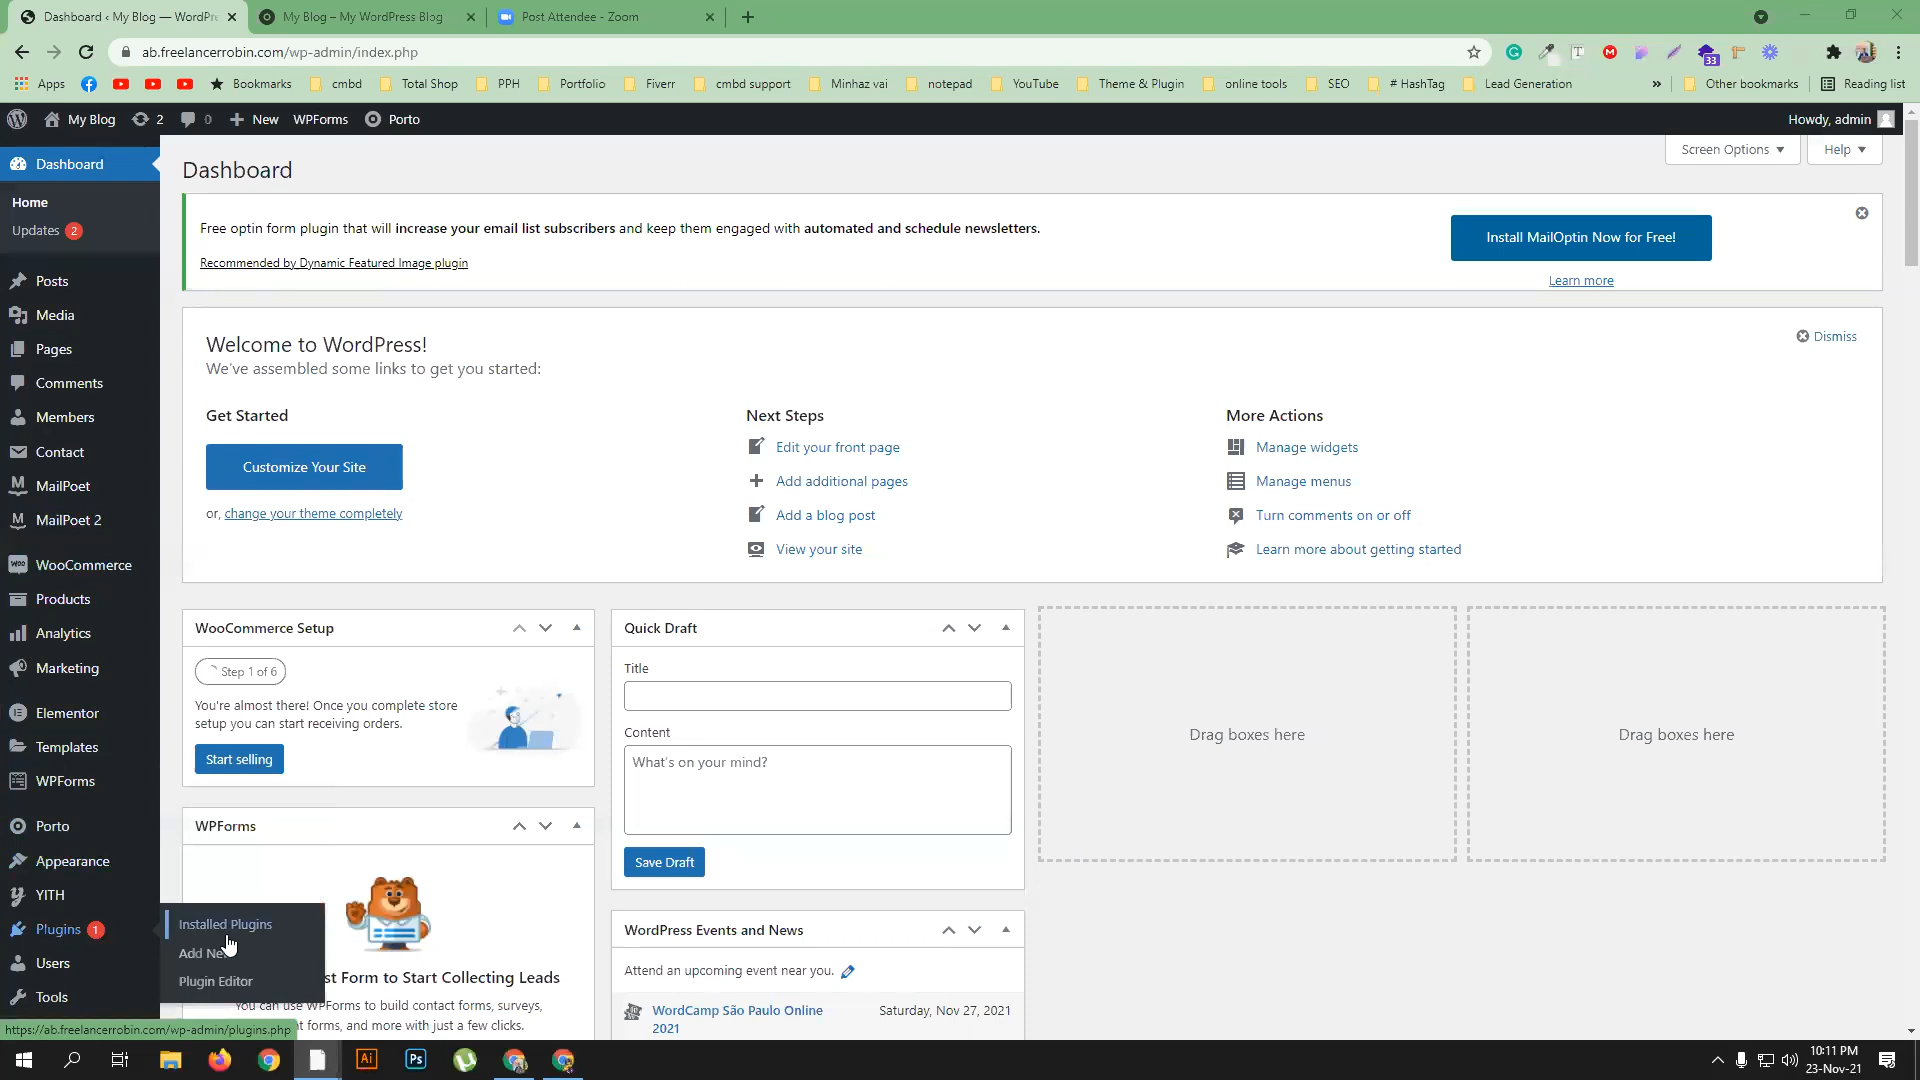 Dashboard ‹ My Blog — WordPre
My Blog – My WordPress Blog
Post Attendee - Zoom
ab.freelancerrobin.com/wp-admin/index.php
33
Apps
Bookmarks
cmbd
Total Shop
PPH
Portfolio
Fiverr
cmbd support
Minhaz vai
notepad
YouTube
Theme & Plugin
online tools
SEO
# HashTag
Lead Generation
»
Other bookmarks
Reading list
My Blog
2
0
New
WPForms
Porto
Howdy, admin
Screen Options
Help
Dashboard
Home
Updates 2
Posts
Media
Pages
Comments
Members
Contact
MailPoet
MailPoet 2
WooCommerce
Products
Analytics
Marketing
Elementor
Templates
WPForms
Porto
Appearance
YITH
Plugins 1
Users
Tools
Installed Plugins
Add New
Plugin Editor
Dashboard
Free optin form plugin that will increase your email list subscribers and keep them engaged with automated and schedule newsletters.
Recommended by Dynamic Featured Image plugin
Install MailOptin Now for Free!
Learn more
Welcome to WordPress!
We've assembled some links to get you started:
Dismiss
Get Started
Customize Your Site
or, change your theme completely
Next Steps
Edit your front page
Add additional pages
Add a blog post
View your site
More Actions
Manage widgets
Manage menus
Turn comments on or off
Learn more about getting started
WooCommerce Setup
Step 1 of 6
You're almost there! Once you complete store
setup you can start receiving orders.
Start selling
WPForms
st Form to Start Collecting Leads
You can use WPForms to build contact forms, surveys,
t forms, and more with just a few clicks.
Quick Draft
Title
Content
What's on your mind?
Save Draft
WordPress Events and News
Attend an upcoming event near you.
WordCamp São Paulo Online
2021
Saturday, Nov 27, 2021
Drag boxes here
Drag boxes here
https://ab.freelancerrobin.com/wp-admin/plugins.php
Ai
Ps
10:11 PM
23-Nov-21